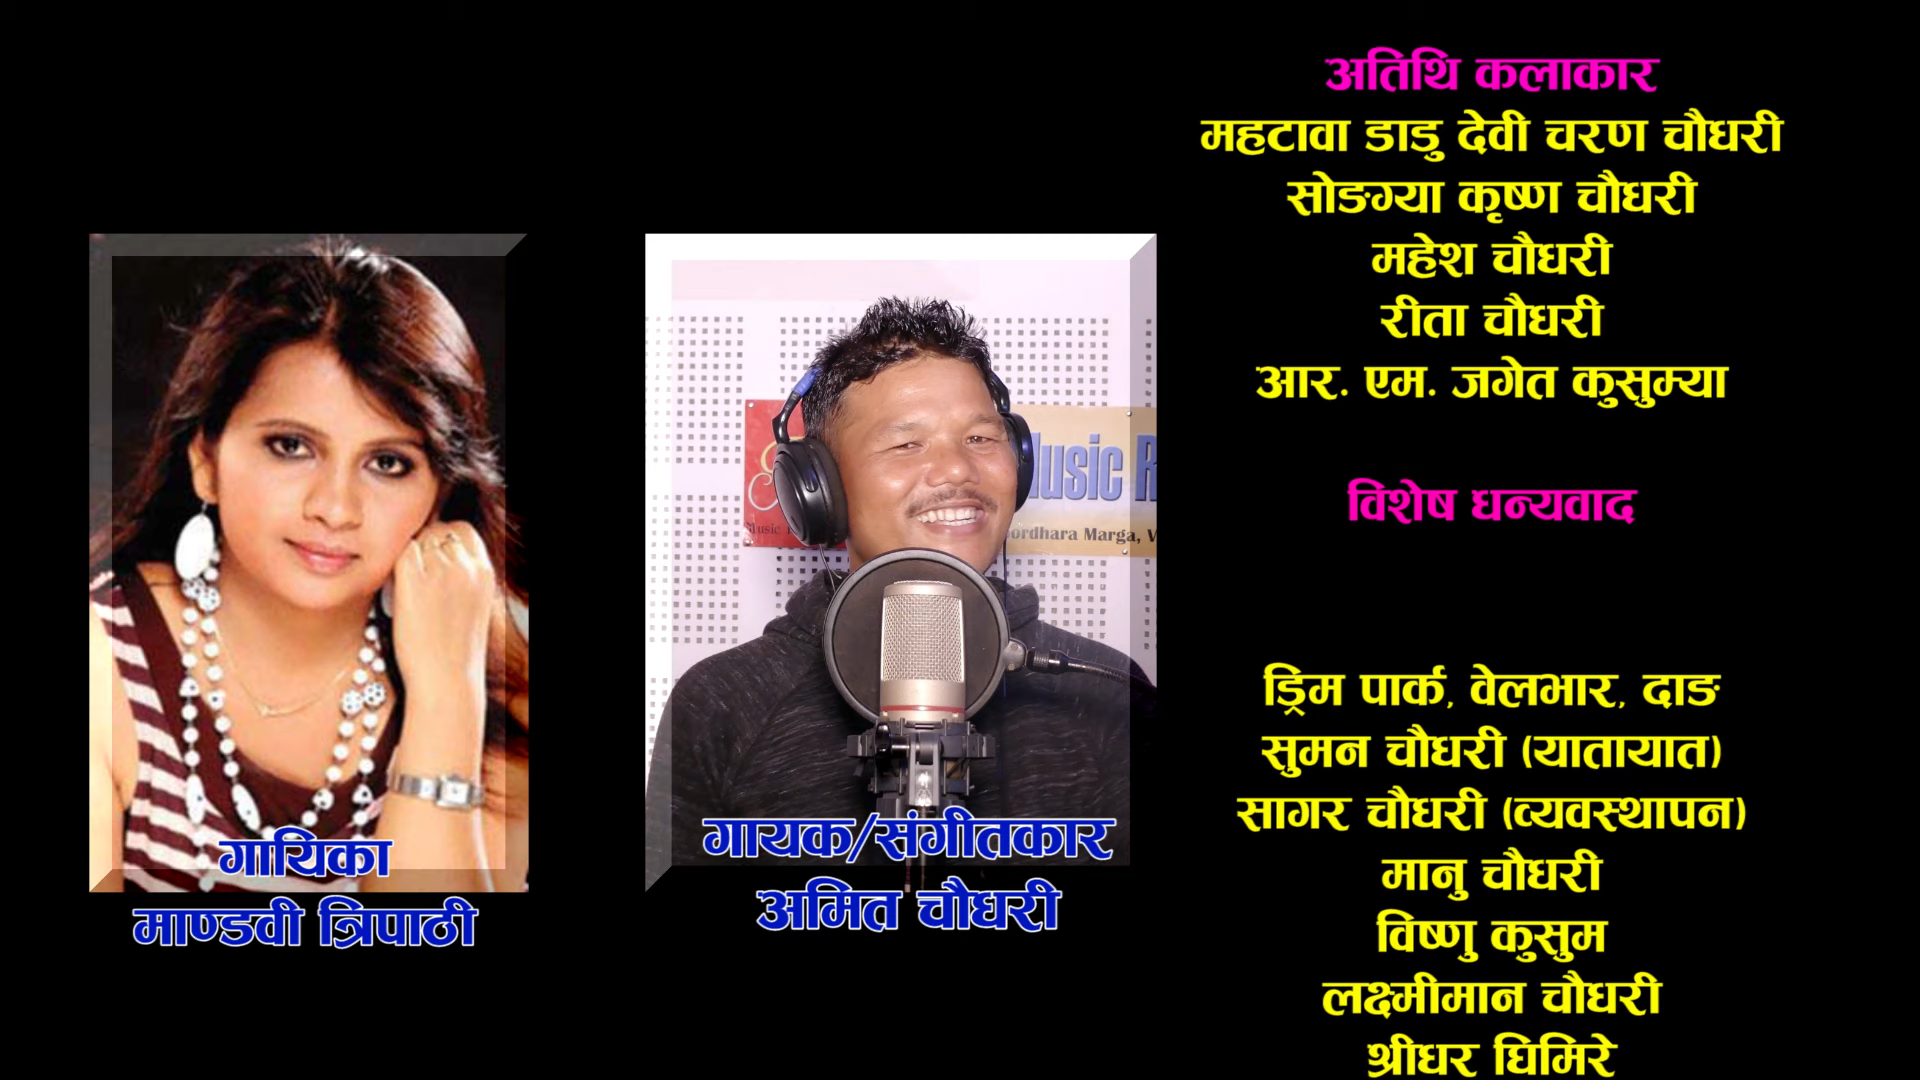 अतिथि कलाकार
महटावा डाडु देवी चरण चौधरी
सोङग्या कृष्ण चौधरी
महेश चौधरी
रीता चौधरी
आर. एम. जगेत कुसुम्या
विशेष धन्यवाद
ड्रिम पार्क, वेलभार, दाङ
सुमन चौधरी (यातायात)
सागर चौधरी (व्यवस्थापन)
मानु चौधरी
विष्णु कुसुम
लक्ष्मीमान चौधरी
श्रीधर घिमिरे
गायिका
माण्डवी त्रिपाठी
Music R
Music
ordhara Marga, V
गायक/संगीतकार
अमित चौधरी